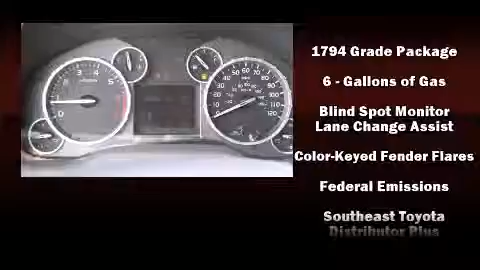 1794 Grade Package
6 - Gallons of Gas
Blind Spot Monitor
Lane Change Assist
Color-Keyed Fender Flares
Federal Emissions
Southeast Toyota
Distributor Plus